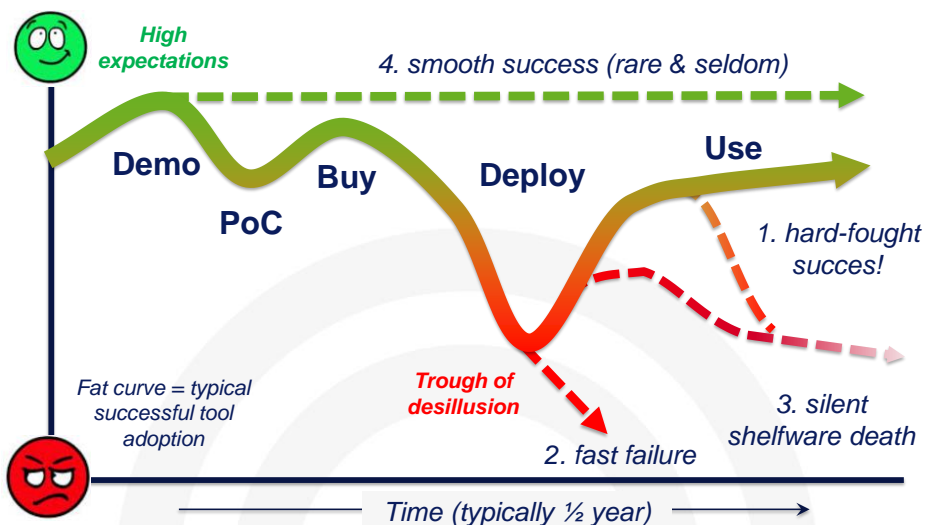 High
expectations
4. smooth success (rare & seldom)
Demo
PoC
Buy
Deploy
Use
1. hard-fought
succes!
Trough of
desillusion
Fat curve = typical
successful tool
adoption
2. fast failure
3. silent
shelfware death
Time (typically ½ year)